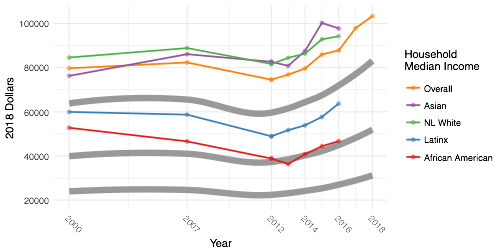 100000
80000
60000
40000
20000
2018 Dollars
2000
2007
2012
2014
2016
2018
Year
Household
Median Income
Overall
Asian
NL White
Latinx
African American